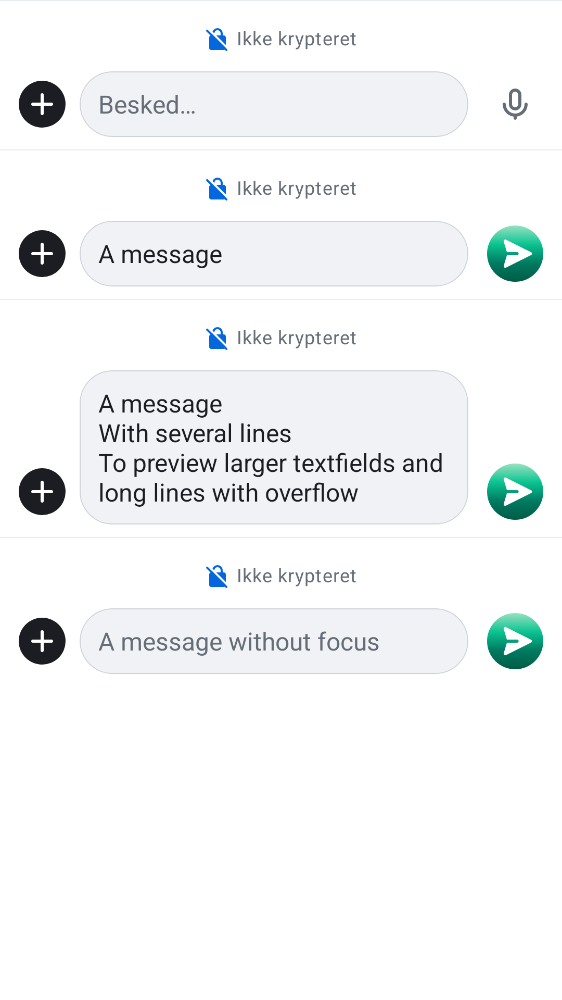 Ikke krypteret
Besked…
Ikke krypteret
A message
Ikke krypteret
A message
With several lines
To preview larger textfields and
long lines with overflow
Ikke krypteret
A message without focus